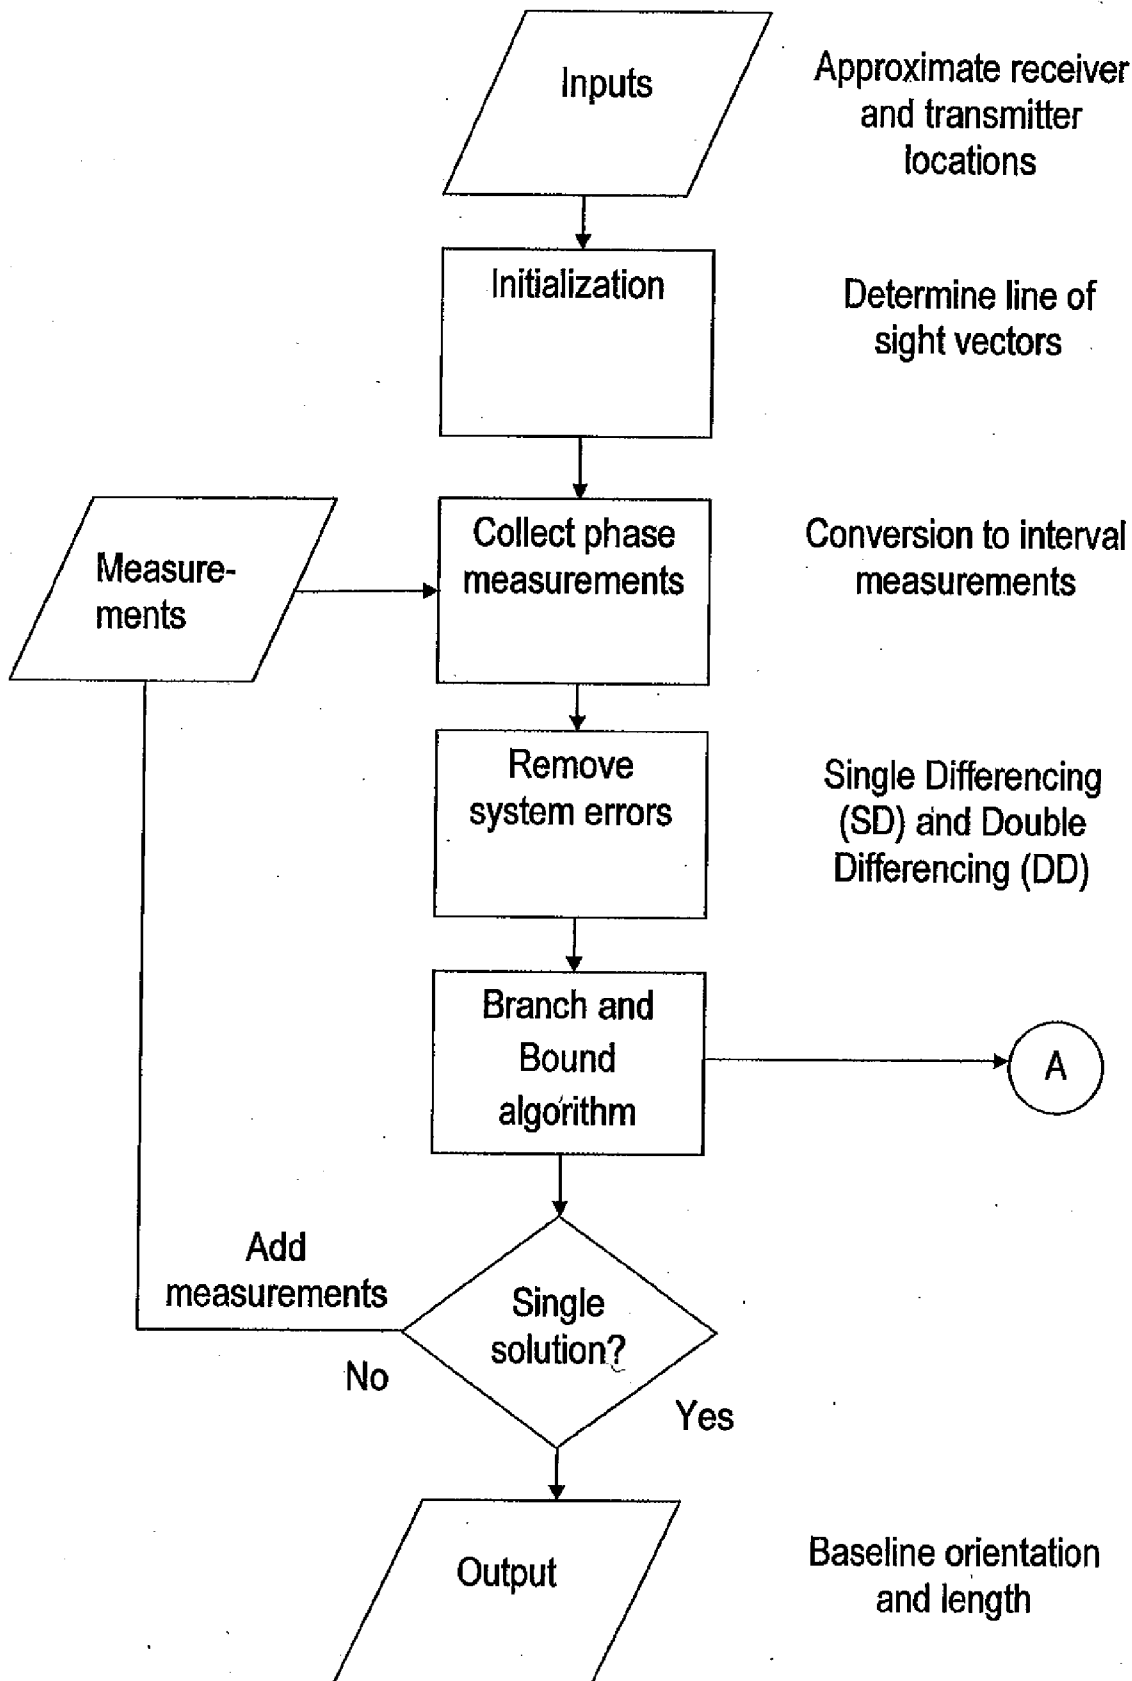 Inputs
Approximate receiver
and transmitter
locations
Initialization
Determine line of
sight vectors
Measure-
ments
Collect phase
measurements
Conversion to interval
measurements
Remove
system errors
Single Differencing
(SD) and Double
Differencing (DD)
Branch and
Bound
algorithm
A
Add
measurements
No
Single
solution?
Yes
Output
Baseline orientation
and length